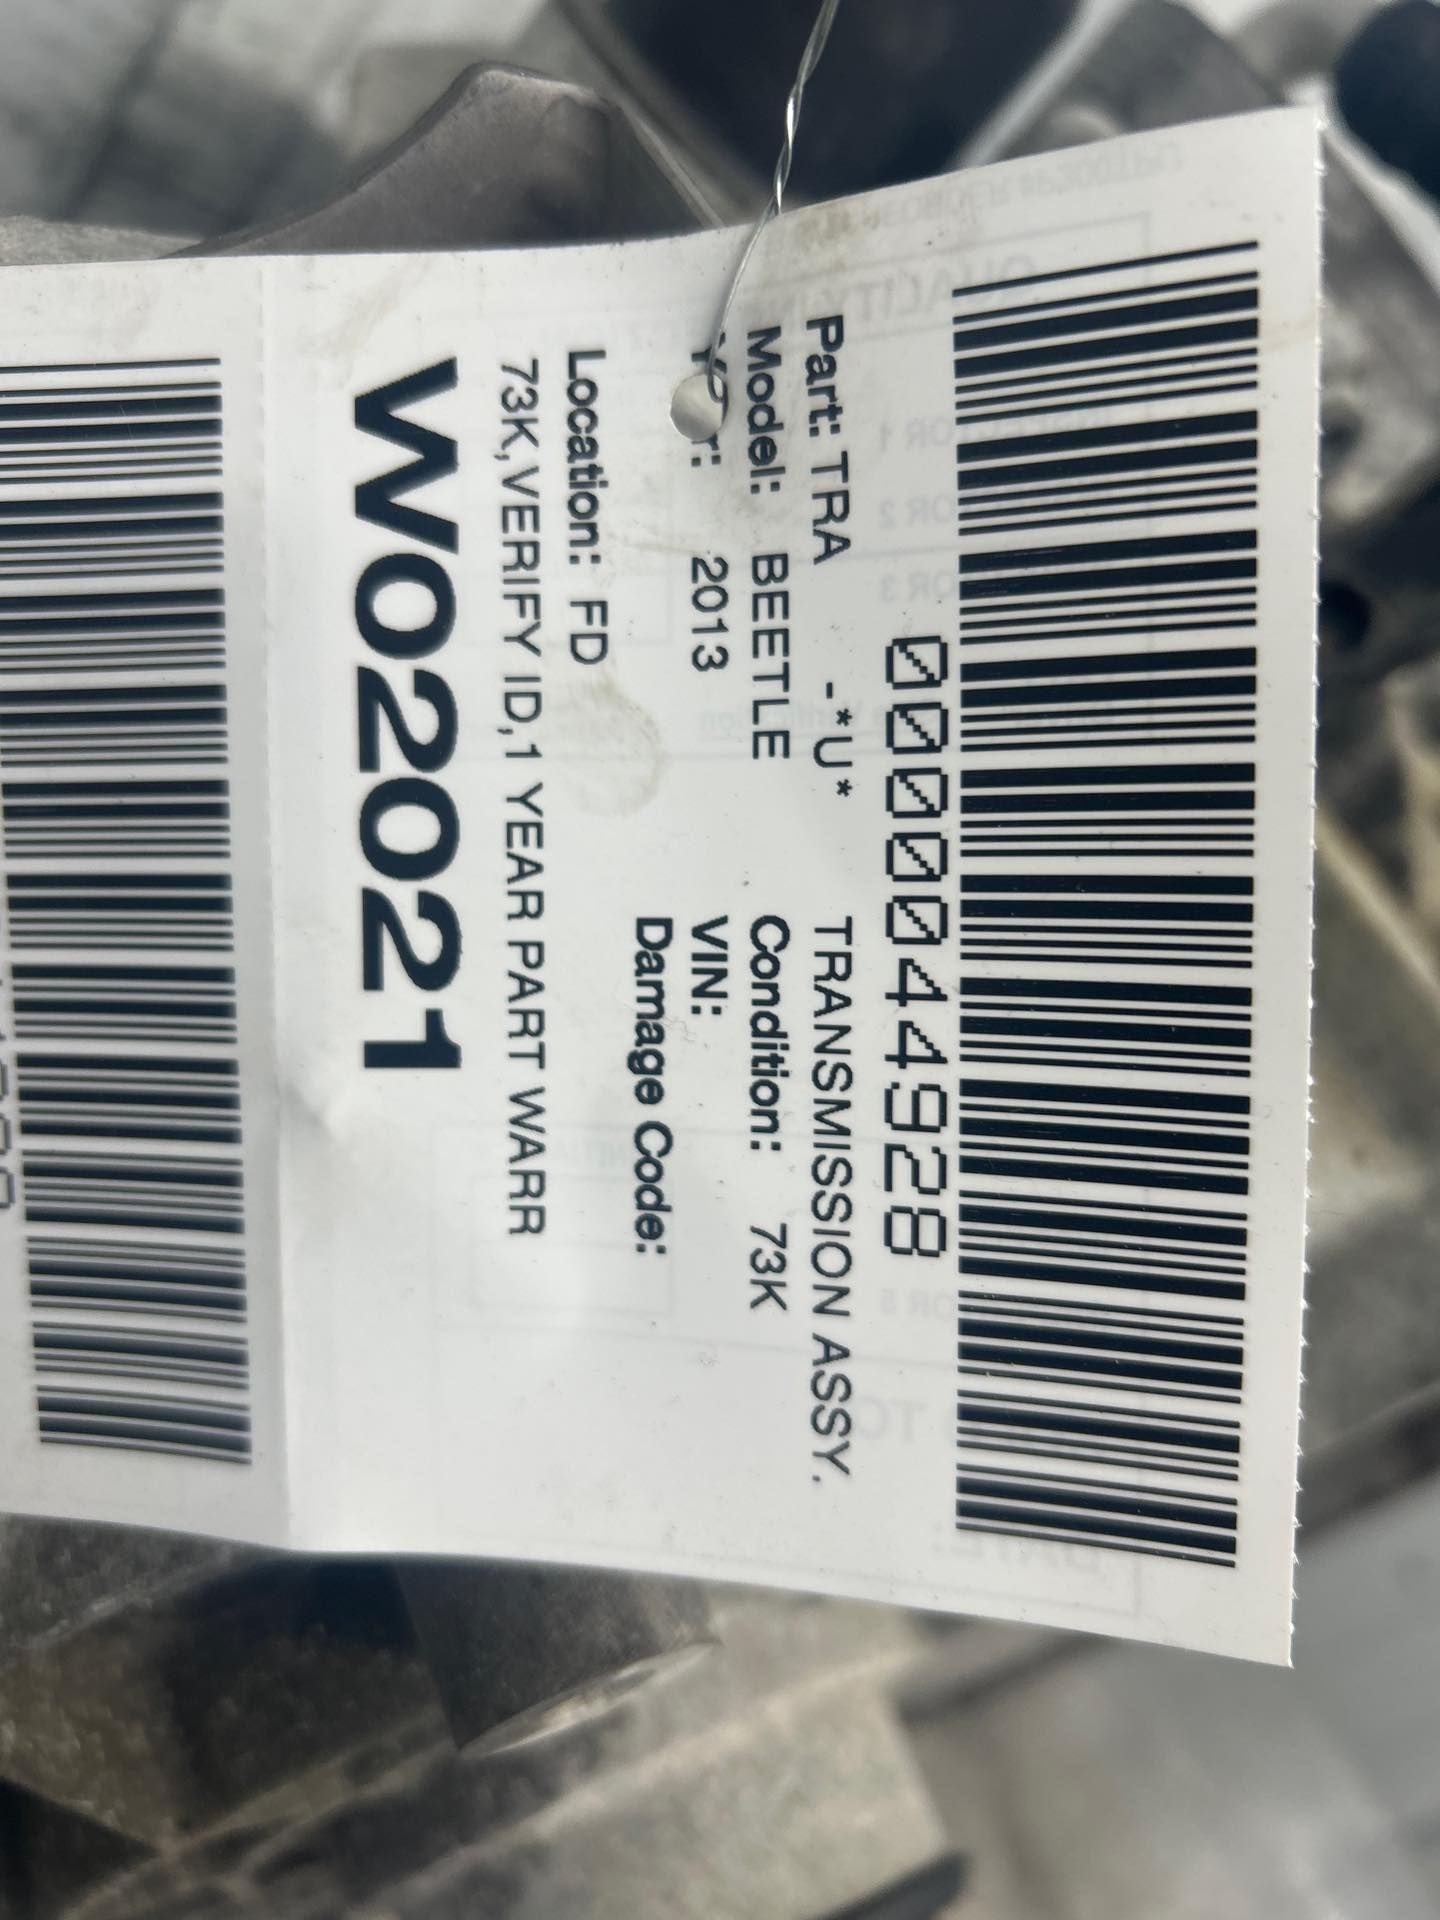 0000044928
Part: TRA -*U* TRANSMISSION ASSY.
Model: BEETLE Condition: 73K
2013 VIN:
Damage Code:
Location: FD
73K,VERIFY ID,1 YEAR PART WARR
W02021